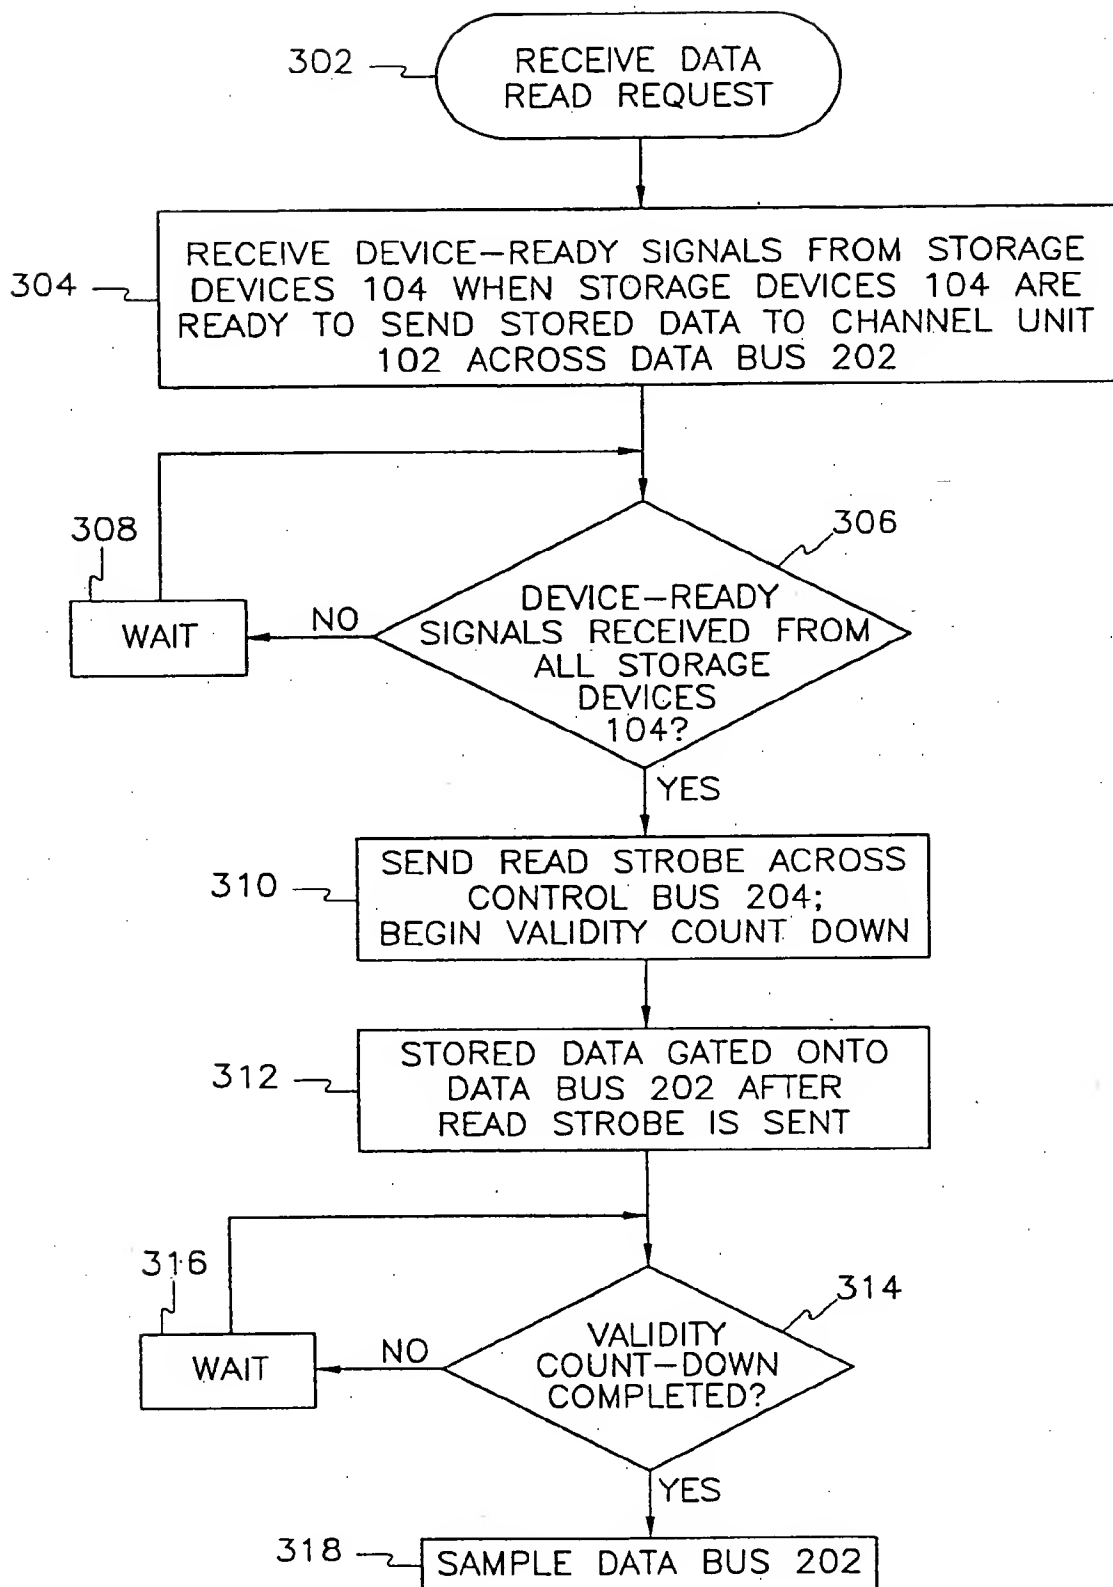 302
RECEIVE DATA
READ REQUEST
304
RECEIVE DEVICE-READY SIGNALS FROM STORAGE
DEVICES 104 WHEN STORAGE DEVICES 104 ARE
READY TO SEND STORED DATA TO CHANNEL UNIT
102 ACROSS DATA BUS 202
308
306
WAIT
NO
DEVICE-READY
SIGNALS RECEIVED FROM
ALL STORAGE
DEVICES
104?
YES
310
SEND READ STROBE ACROSS
CONTROL BUS 204;
BEGIN VALIDITY COUNT DOWN
312
STORED DATA GATED ONTO
DATA BUS 202 AFTER
READ STROBE IS SENT
316
314
WAIT
NO
VALIDITY
COUNT-DOWN
COMPLETED?
YES
318
SAMPLE DATA BUS 202